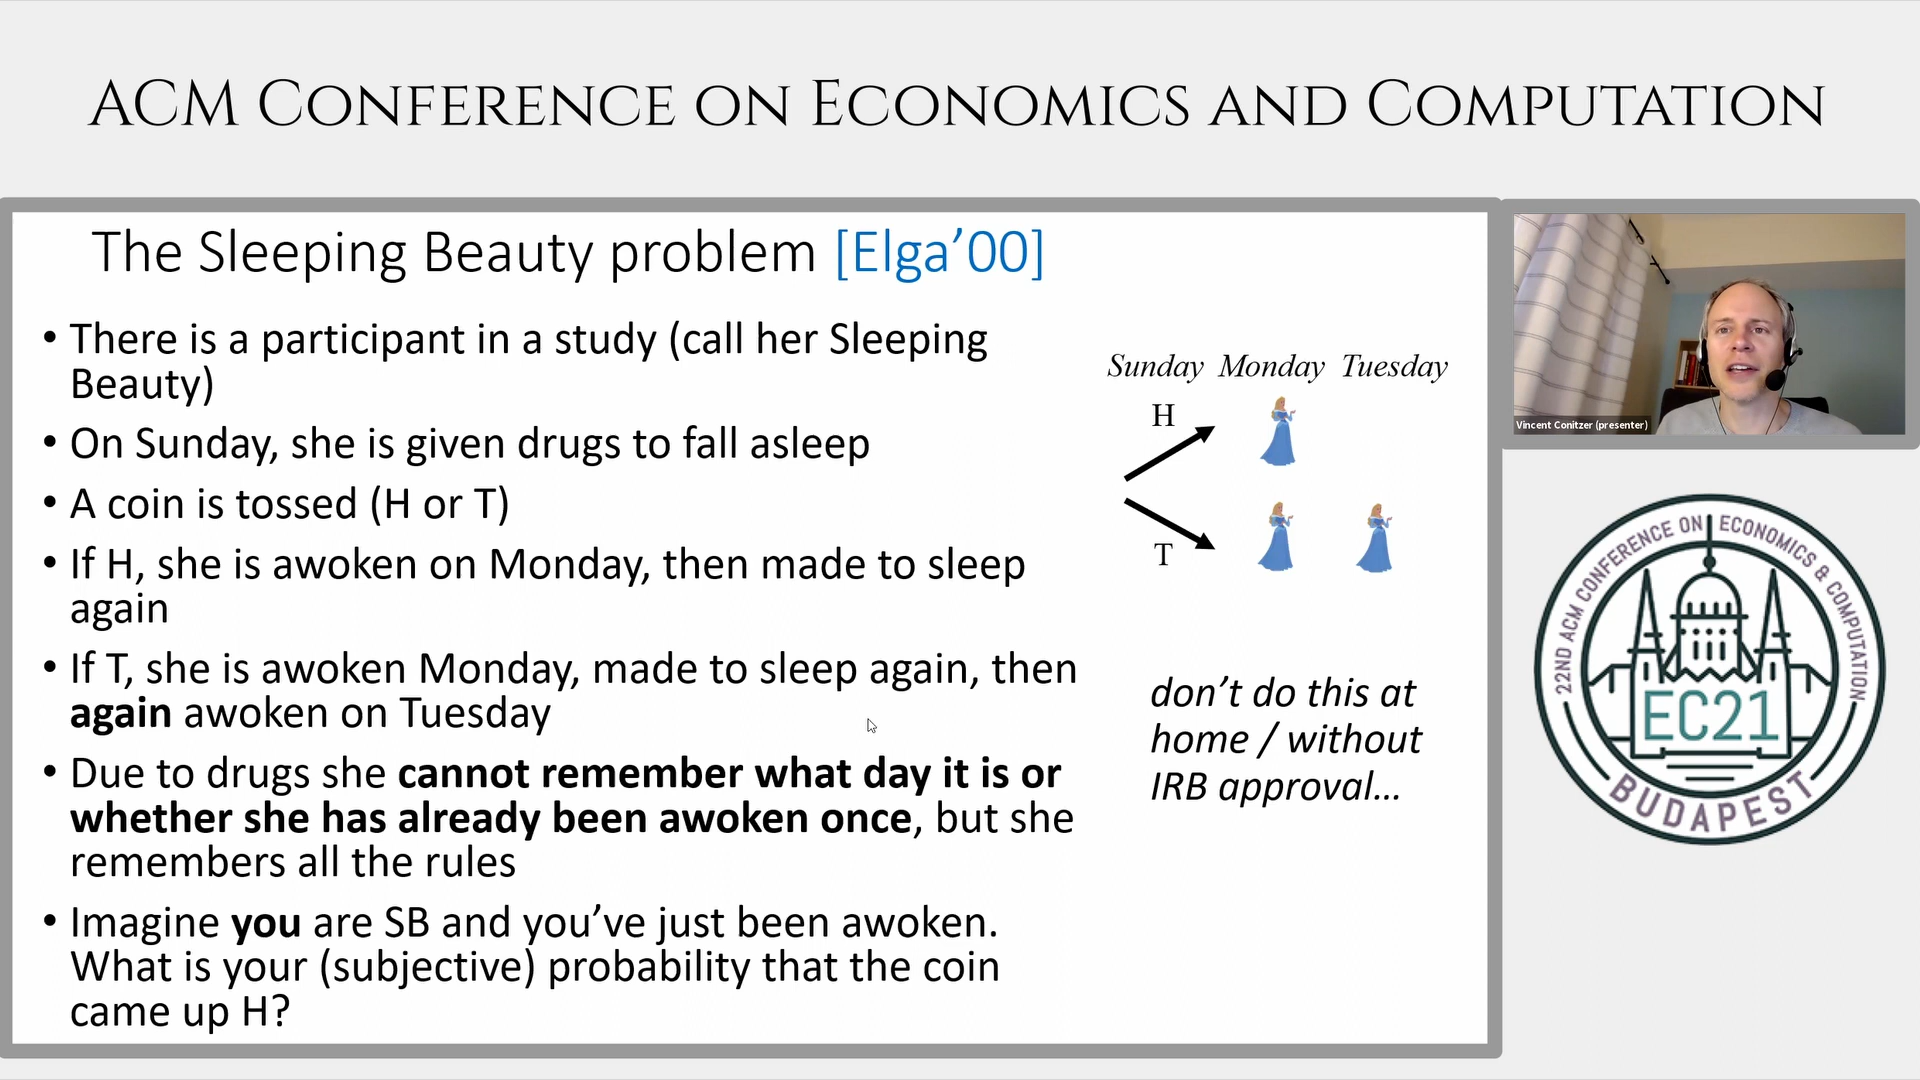 ACM Conference on Economics and Computation
The Sleeping Beauty problem [Elga’00]
• There is a participant in a study (call her Sleeping
Beauty)
• On Sunday, she is given drugs to fall asleep
• A coin is tossed (H or T)
• If H, she is awoken on Monday, then made to sleep
again
• If T, she is awoken Monday, made to sleep again, then
again awoken on Tuesday
• Due to drugs she cannot remember what day it is or
whether she has already been awoken once, but she
remembers all the rules
• Imagine you are SB and you’ve just been awoken.
What is your (subjective) probability that the coin
came up H?
Sunday Monday Tuesday
H
T
don’t do this at
home / without
IRB approval…
Vincent Conitzer (presenter)
22ND ACM CONFERENCE ON ECONOMICS & COMPUTATION
EC21
BUDAPEST